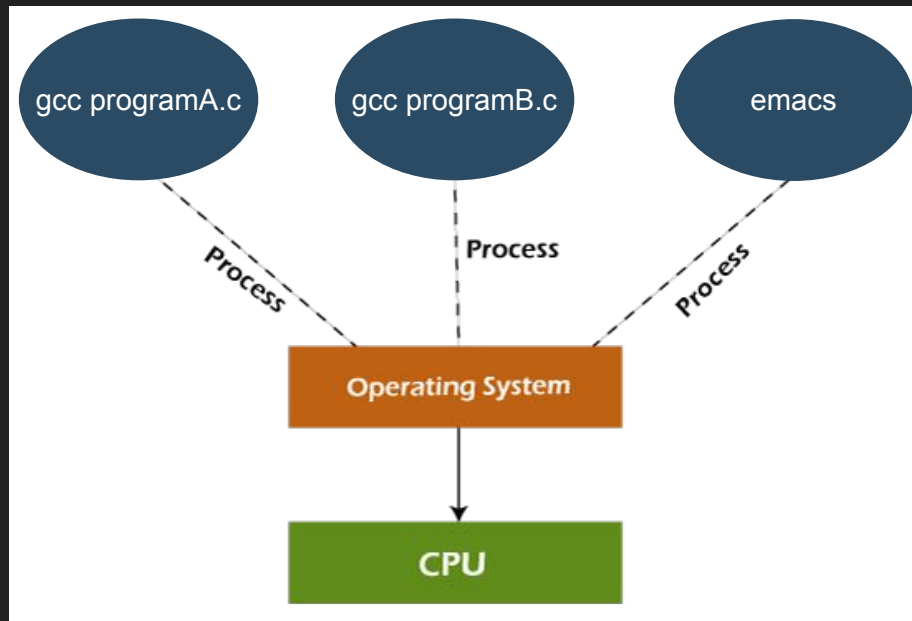 gcc programA.c
gcc programB.c
emacs
Process
Process
Process
Operating System
CPU